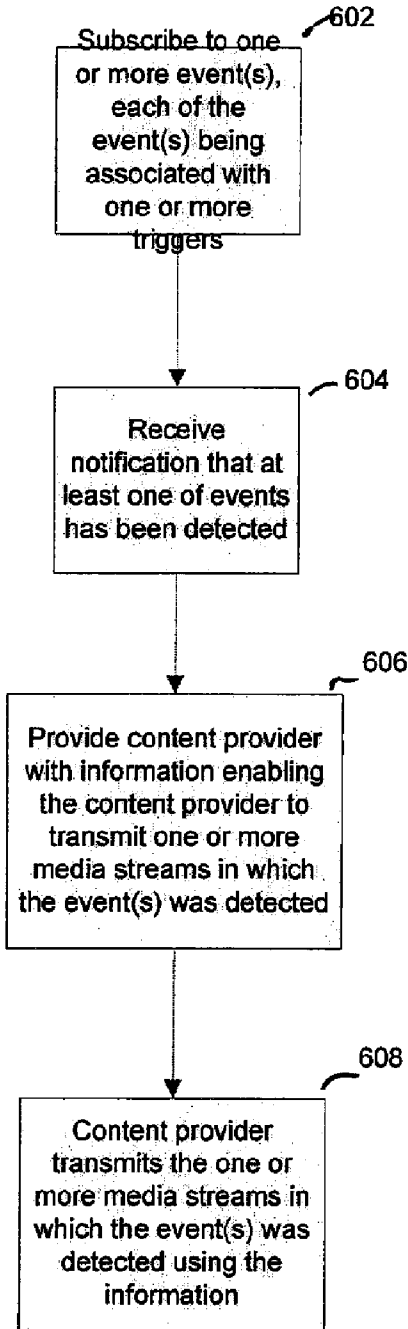 602
Subscribe to one
or more event(s),
each of the
event(s) being
associated with
one or more
triggers
604
Receive
notification that at
least one of events
has been detected
606
Provide content provider
with information enabling
the content provider to
transmit one or more
media streams in which
the event(s) was detected
608
Content provider
transmits the one or
more media streams in
which the event(s) was
detected using the
information